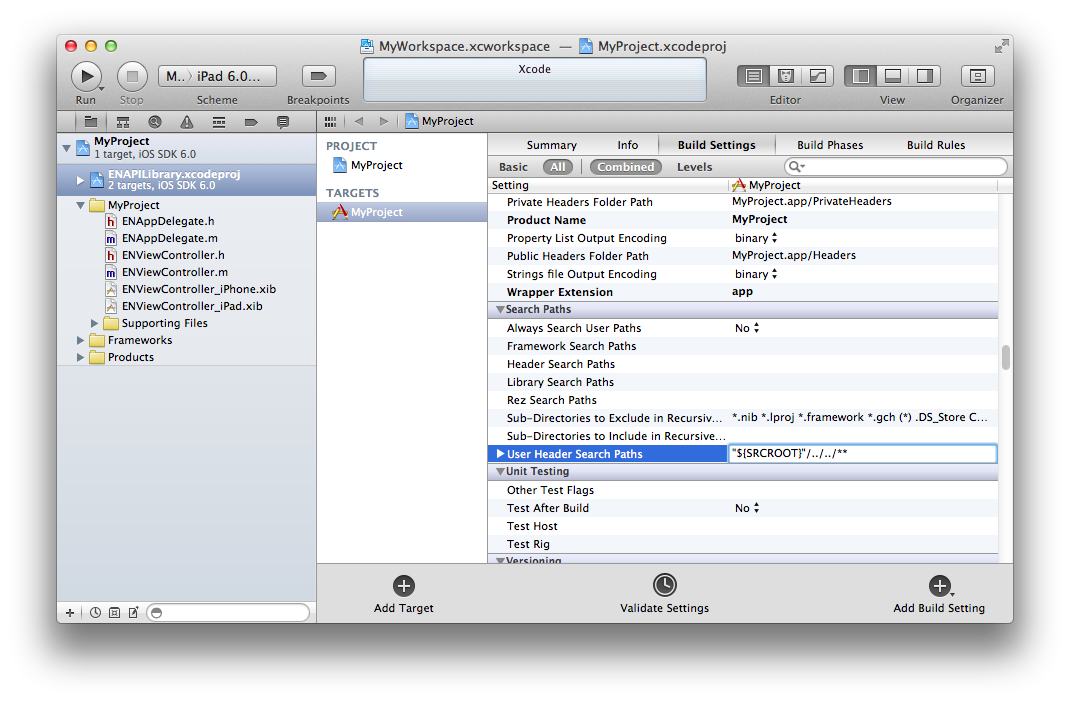 MyWorkspace.xcworkspace — MyProject.xcodeproj
M.. 〉 iPad 6.0...
Xcode
Run
Stop
Scheme
Breakpoints
Editor
View
Organizer
MyProject
MyProject
1 target, iOS SDK 6.0
ENAPILibrary.xcodeproj
2 targets, iOS SDK 6.0
MyProject
h ENAppDelegate.h
m ENAppDelegate.m
h ENViewController.h
m ENViewController.m
ENViewController_iPhone.xib
ENViewController_iPad.xib
Supporting Files
Frameworks
Products
PROJECT
MyProject
TARGETS
MyProject
Summary Info Build Settings Build Phases Build Rules
Basic All Combined Levels
Setting MyProject
Private Headers Folder Path MyProject.app/PrivateHeaders
Product Name MyProject
Property List Output Encoding binary
Public Headers Folder Path MyProject.app/Headers
Strings file Output Encoding binary
Wrapper Extension app
Search Paths
Always Search User Paths No
Framework Search Paths
Header Search Paths
Library Search Paths
Rez Search Paths
Sub-Directories to Exclude in Recursiv... *.nib *.lproj *.framework *.gch (*) .DS_Store C...
Sub-Directories to Include in Recursive...
User Header Search Paths "${SRCROOT}"/../../**
Unit Testing
Other Test Flags
Test After Build No
Test Host
Test Rig
Versioning
Add Target
Validate Settings
Add Build Setting